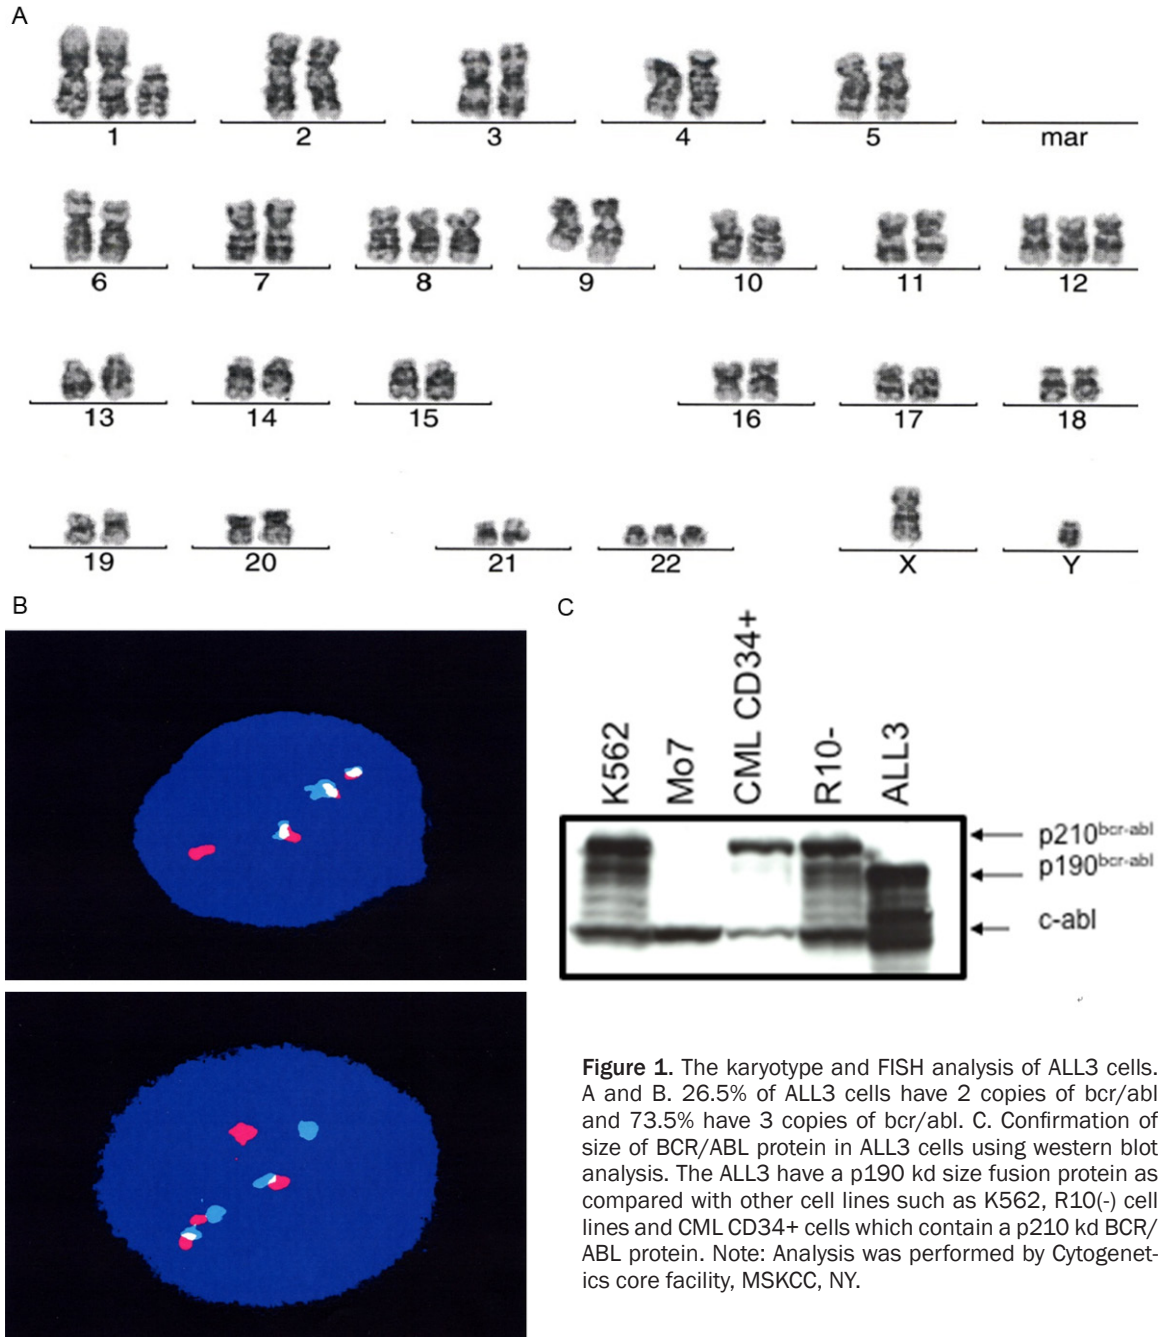 A
1 2 3 4 5 mar
6 7 8 9 10 11 12
13 14 15 16 17 18
19 20 21 22 X Y
B
C
K562 Mo7 CML CD34+ R10- ALL3
p210bcr-abl
p190bcr-abl
c-abl
Figure 1. The karyotype and FISH analysis of ALL3 cells.
A and B. 26.5% of ALL3 cells have 2 copies of bcr/abl
and 73.5% have 3 copies of bcr/abl. C. Confirmation of
size of BCR/ABL protein in ALL3 cells using western blot
analysis. The ALL3 have a p190 kd size fusion protein as
compared with other cell lines such as K562, R10(-) cell
lines and CML CD34+ cells which contain a p210 kd BCR/
ABL protein. Note: Analysis was performed by Cytogenet-
ics core facility, MSKCC, NY.